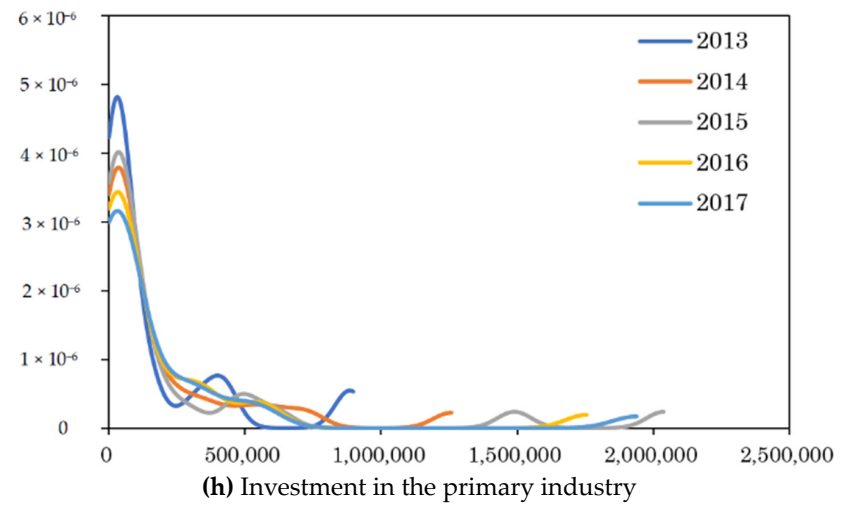 6 × 10⁻⁶
5 × 10⁻⁶
4 × 10⁻⁶
3 × 10⁻⁶
2 × 10⁻⁶
1 × 10⁻⁶
0
2013
2014
2015
2016
2017
0 500,000 1,000,000 1,500,000 2,000,000 2,500,000
(h) Investment in the primary industry